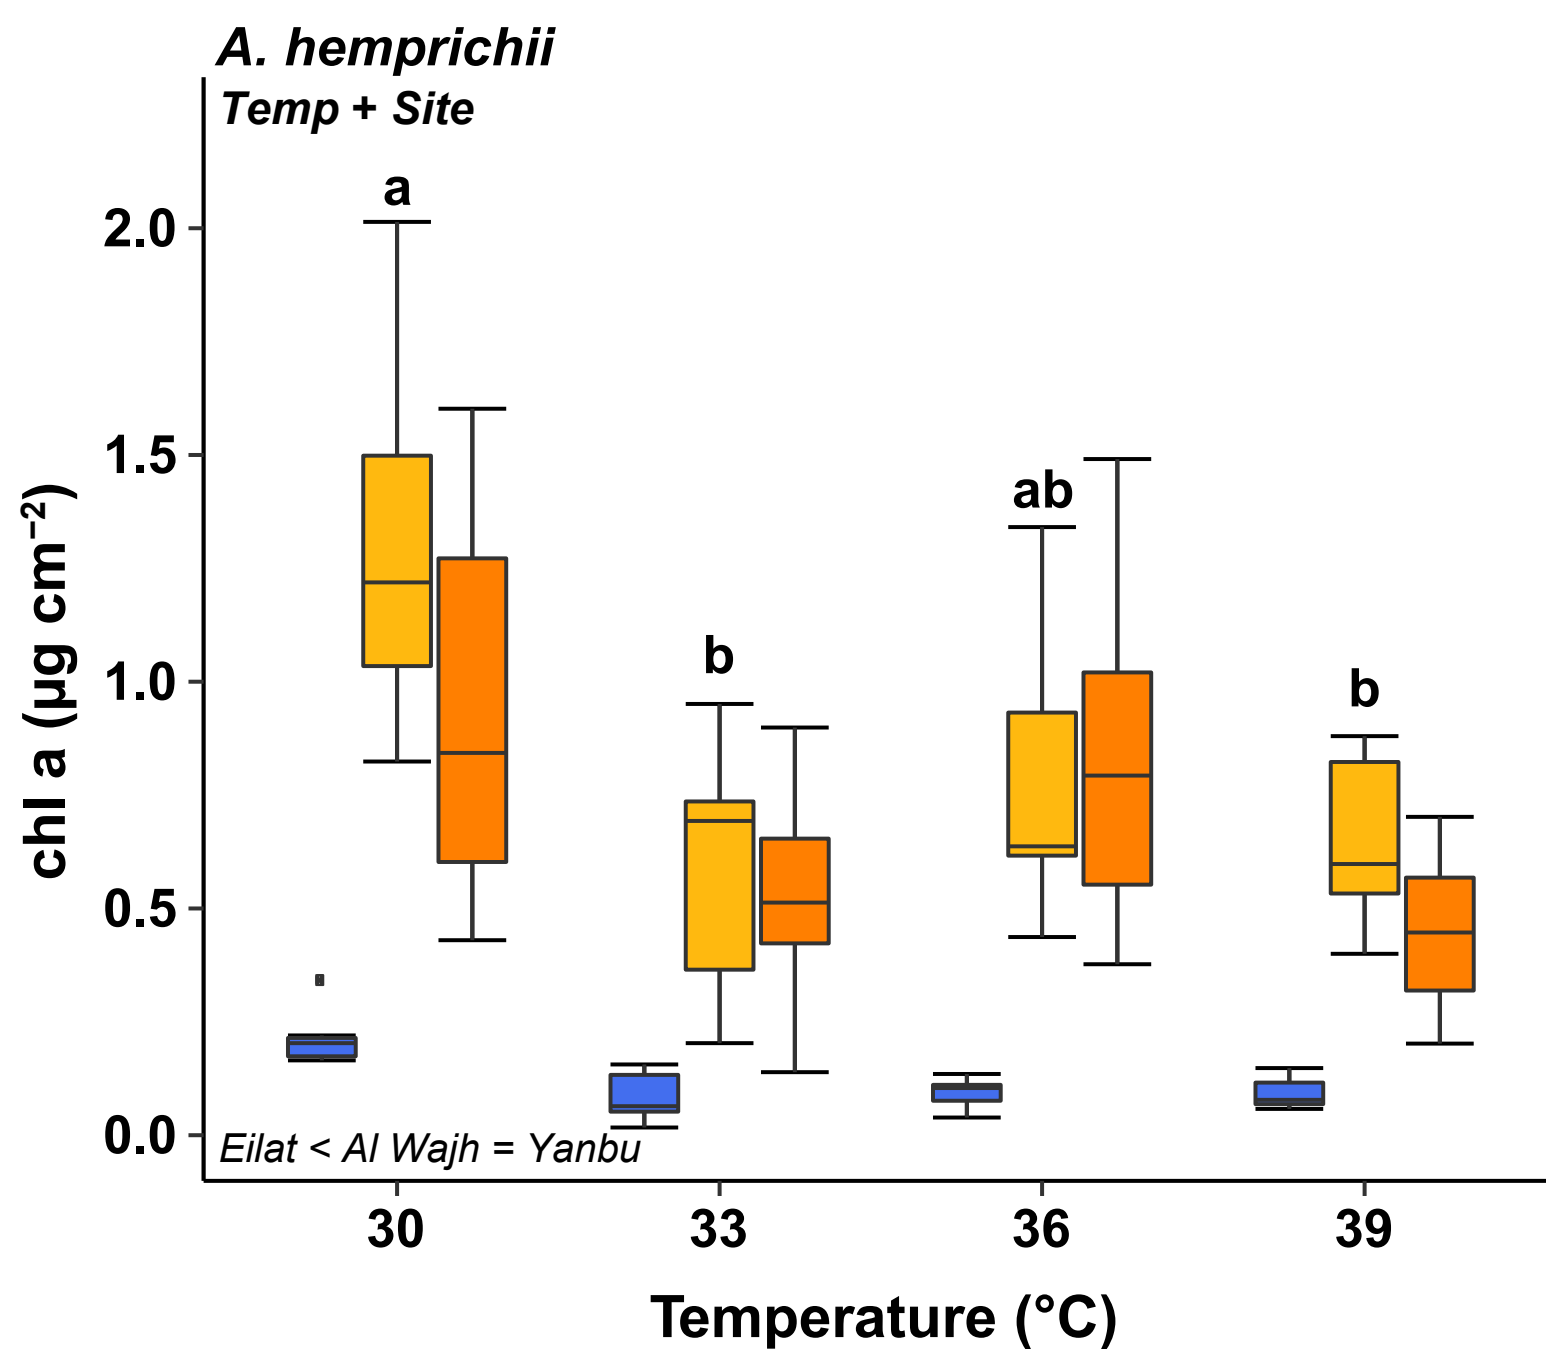 A. hemprichii
Temp + Site
a
2.0
1.5
ab
b
1.0
b
0.5
0.0
Eilat < Al Wajh = Yanbu
chl a (µg cm⁻²)
30 33 36 39
Temperature (°C)